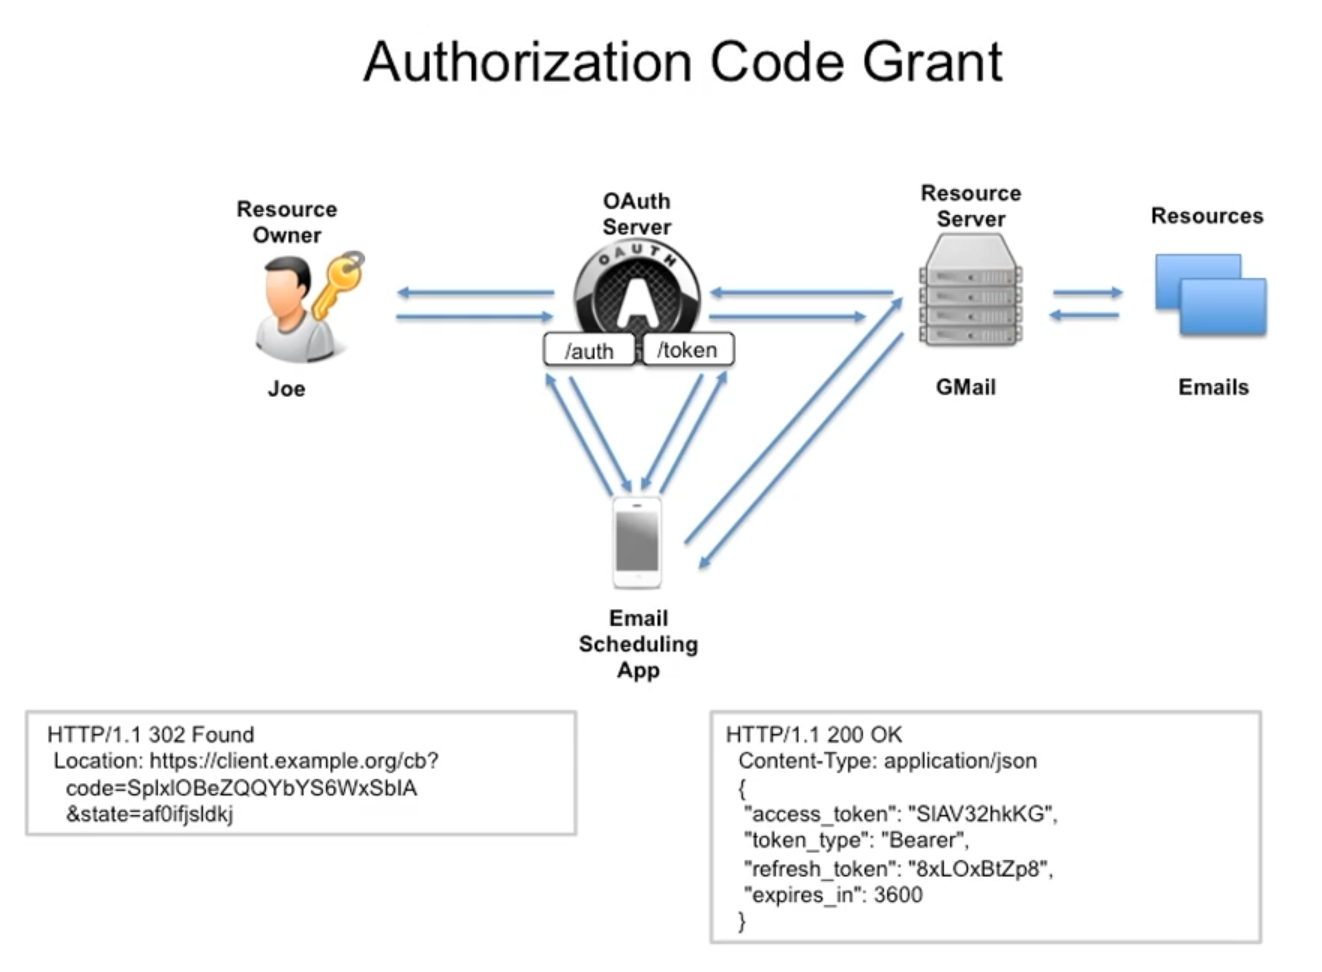 Authorization Code Grant
Resource
Owner
OAuth
Server
Resource
Server
Resources
OAUTH
A
/auth
/token
Joe
GMail
Emails
Email
Scheduling
App
HTTP/1.1 302 Found
Location: https://client.example.org/cb?
code=SplxlOBeZQQYbYS6WxSbIA
&state=af0ifjsldkj
HTTP/1.1 200 OK
Content-Type: application/json
{
"access_token": "SlAV32hkKG",
"token_type": "Bearer",
"refresh_token": "8xLOxBtZp8",
"expires_in": 3600
}